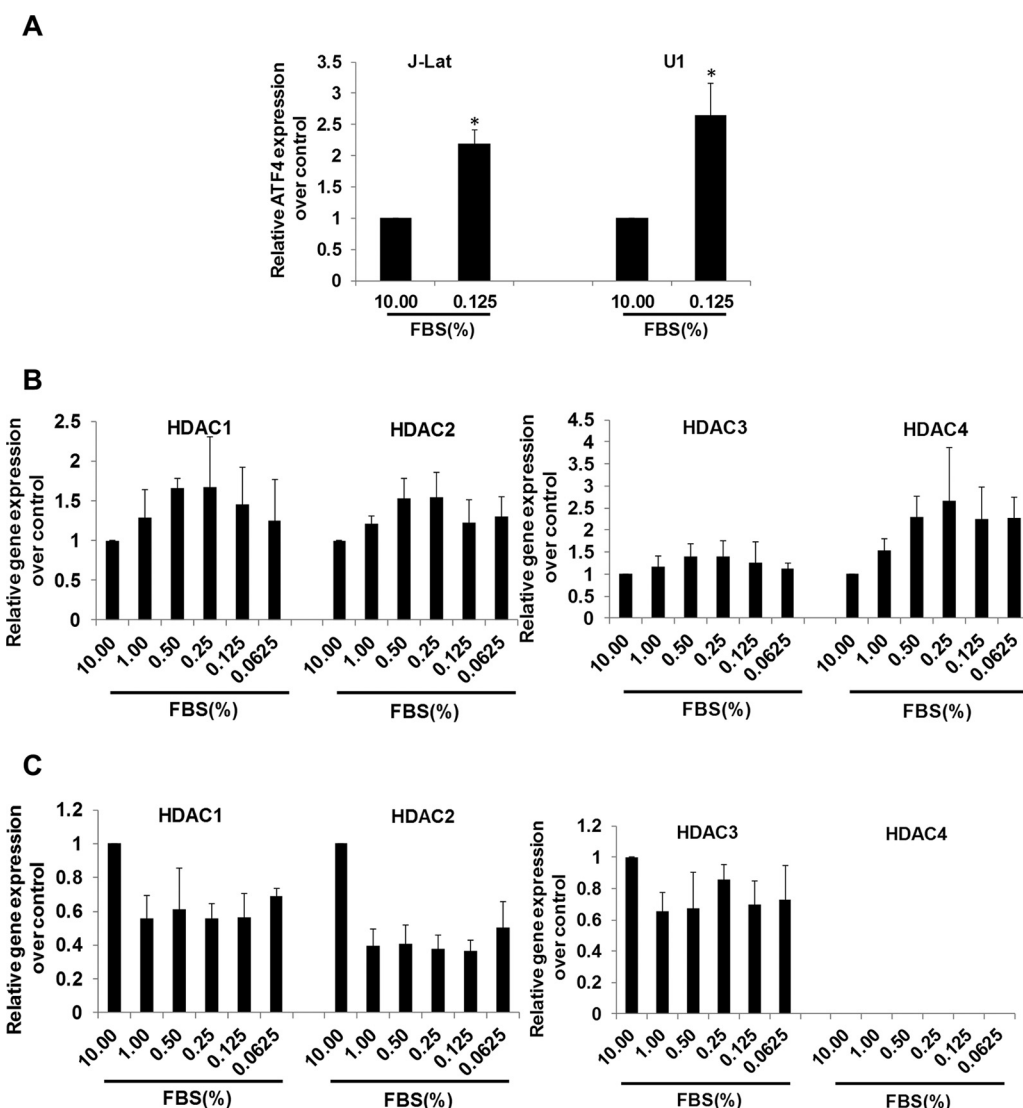 A
Relative ATF4 expression
over control
3.5
3
2.5
2
1.5
1
0.5
0
J-Lat
U1
*
*
10.00 0.125 10.00 0.125
FBS(%) FBS(%)
B
Relative gene expression
over control
2.5
2
1.5
1
0.5
0
HDAC1
HDAC2
10.00 1.00 0.50 0.25 0.125 0.0625 10.00 1.00 0.50 0.25 0.125 0.0625
FBS(%) FBS(%)
Relative gene expression
over control
4.5
4
3.5
3
2.5
2
1.5
1
0.5
0
HDAC3
HDAC4
10.00 1.00 0.50 0.25 0.125 0.0625 10.00 1.00 0.50 0.25 0.125 0.0625
FBS(%) FBS(%)
C
Relative gene expression
over control
1.2
1
0.8
0.6
0.4
0.2
0
HDAC1
HDAC2
10.00 1.00 0.50 0.25 0.125 0.0625 10.00 1.00 0.50 0.25 0.125 0.0625
FBS(%) FBS(%)
Relative gene expression
over control
1.2
1
0.8
0.6
0.4
0.2
0
HDAC3
HDAC4
10.00 1.00 0.50 0.25 0.125 0.0625 10.00 1.00 0.50 0.25 0.125 0.0625
FBS(%) FBS(%)